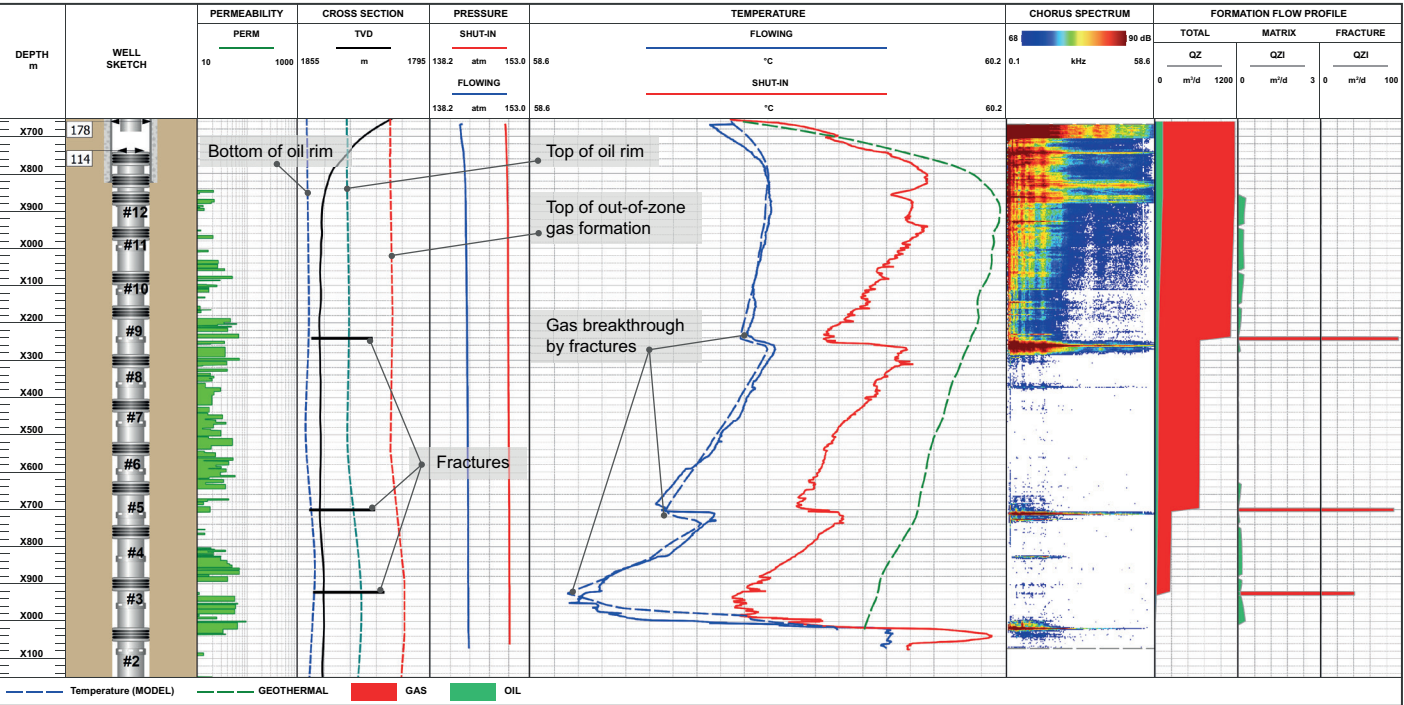 PERMEABILITY CROSS SECTION PRESSURE TEMPERATURE CHORUS SPECTRUM FORMATION FLOW PROFILE
DEPTH
m
WELL
SKETCH
PERM
10 1000
TVD
1855 m 1795
SHUT-IN
138.2 atm 153.0
FLOWING
138.2 atm 153.0
FLOWING
58.6 °C 60.2
SHUT-IN
58.6 °C 60.2
68 90 dB
0.1 kHz 58.6
TOTAL MATRIX FRACTURE
QZ QZI QZI
0 m³/d 1200 0 m³/d 3 0 m³/d 100
X700
X800
X900
X000
X100
X200
X300
X400
X500
X600
X700
X800
X900
X000
X100
178
114
#12
#11
#10
#9
#8
#7
#6
#5
#4
#3
#2
Bottom of oil rim
Top of oil rim
Top of out-of-zone
gas formation
Gas breakthrough
by fractures
Fractures
Temperature (MODEL) GEOTHERMAL GAS OIL